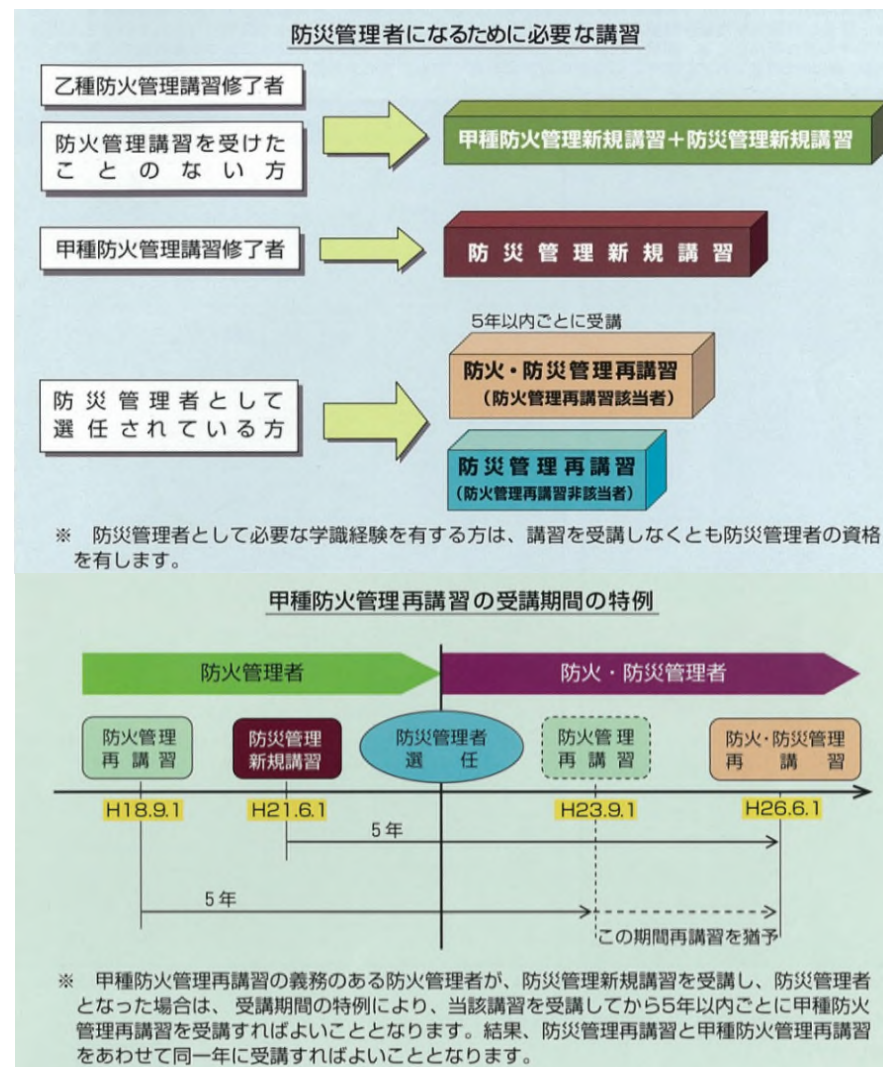 防災管理者になるために必要な講習
乙種防火管理講習修了者
防火管理講習を受けた
ことのない方
甲種防火管理新規講習＋防災管理新規講習
甲種防火管理講習修了者
防災管理新規講習
5年以内ごとに受講
防火・防災管理再講習
（防火管理再講習該当者）
防災管理者として
選任されている方
防災管理再講習
（防火管理再講習非該当者）
※　防災管理者として必要な学識経験を有する方は、講習を受講しなくとも防災管理者の資格
を有します。
甲種防火管理再講習の受講期間の特例
防火管理者
防火・防災管理者
防火管理
再講習
防災管理
新規講習
防災管理者
選任
防火管理
再講習
防火・防災管理
再講習
H18.9.1
H21.6.1
H23.9.1
H26.6.1
5年
5年
この期間再講習を猶予
※　甲種防火管理再講習の義務のある防火管理者が、防災管理新規講習を受講し、防災管理者
となった場合は、受講期間の特例により、当該講習を受講してから5年以内ごとに甲種防火
管理再講習を受講すればよいこととなります。結果、防災管理再講習と甲種防火管理再講習
をあわせて同一年に受講すればよいこととなります。